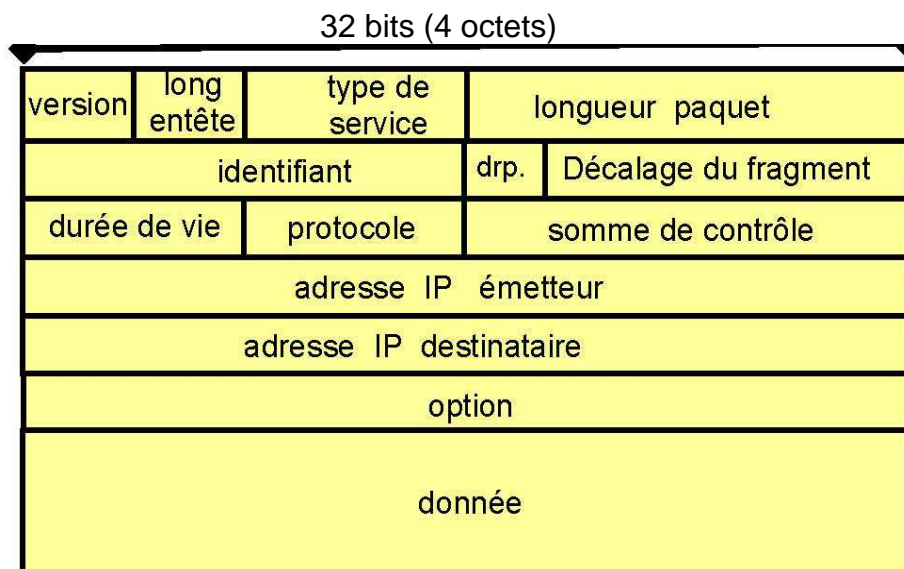 32 bits (4 octets)
version
long
entête
type de
service
longueur paquet
identifiant
drp.
Décalage du fragment
durée de vie
protocole
somme de contrôle
adresse IP émetteur
adresse IP destinataire
option
donnée